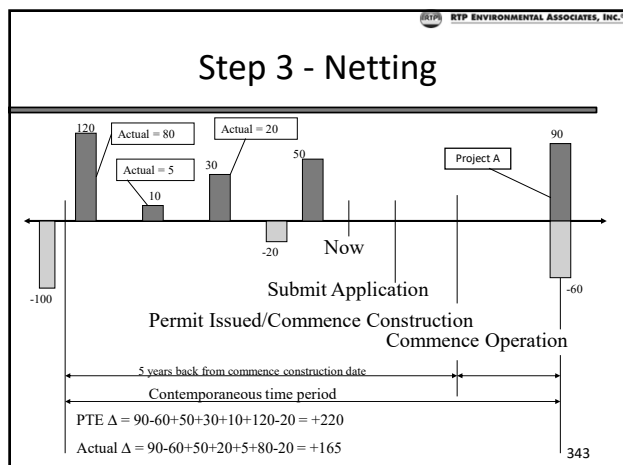 RTP RTP ENVIRONMENTAL ASSOCIATES, INC.
Step 3 - Netting
120
Actual = 80
Actual = 5
10
30
Actual = 20
50
Project A
90
-100
-20
Now
Submit Application
Permit Issued/Commence Construction
Commence Operation
-60
5 years back from commence construction date
Contemporaneous time period
PTE Δ = 90-60+50+30+10+120-20 = +220
Actual Δ = 90-60+50+20+5+80-20 = +165
343